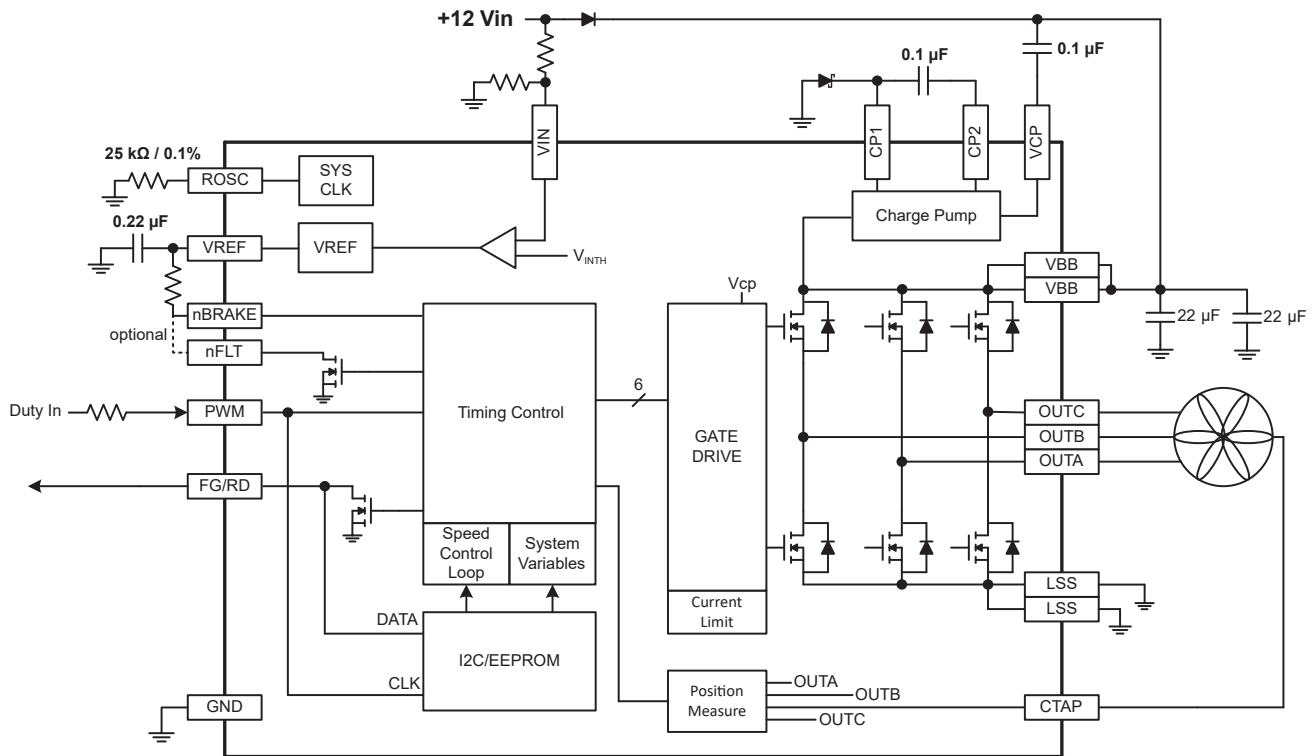 +12 Vin
0.1 µF
0.1 µF
VIN
CP1
CP2
VCP
25 kΩ / 0.1%
ROSC
SYS
CLK
Charge Pump
0.22 µF
VREF
VREF
VINTH
VBB
VBB
Vcp
nBRAKE
22 µF
22 µF
optional
nFLT
6
Duty In
PWM
Timing Control
GATE
DRIVE
OUTC
OUTB
OUTA
FG/RD
Speed
Control
Loop
System
Variables
LSS
LSS
Current
Limit
DATA
I2C/EEPROM
CLK
Position
Measure
OUTA
OUTB
OUTC
GND
CTAP